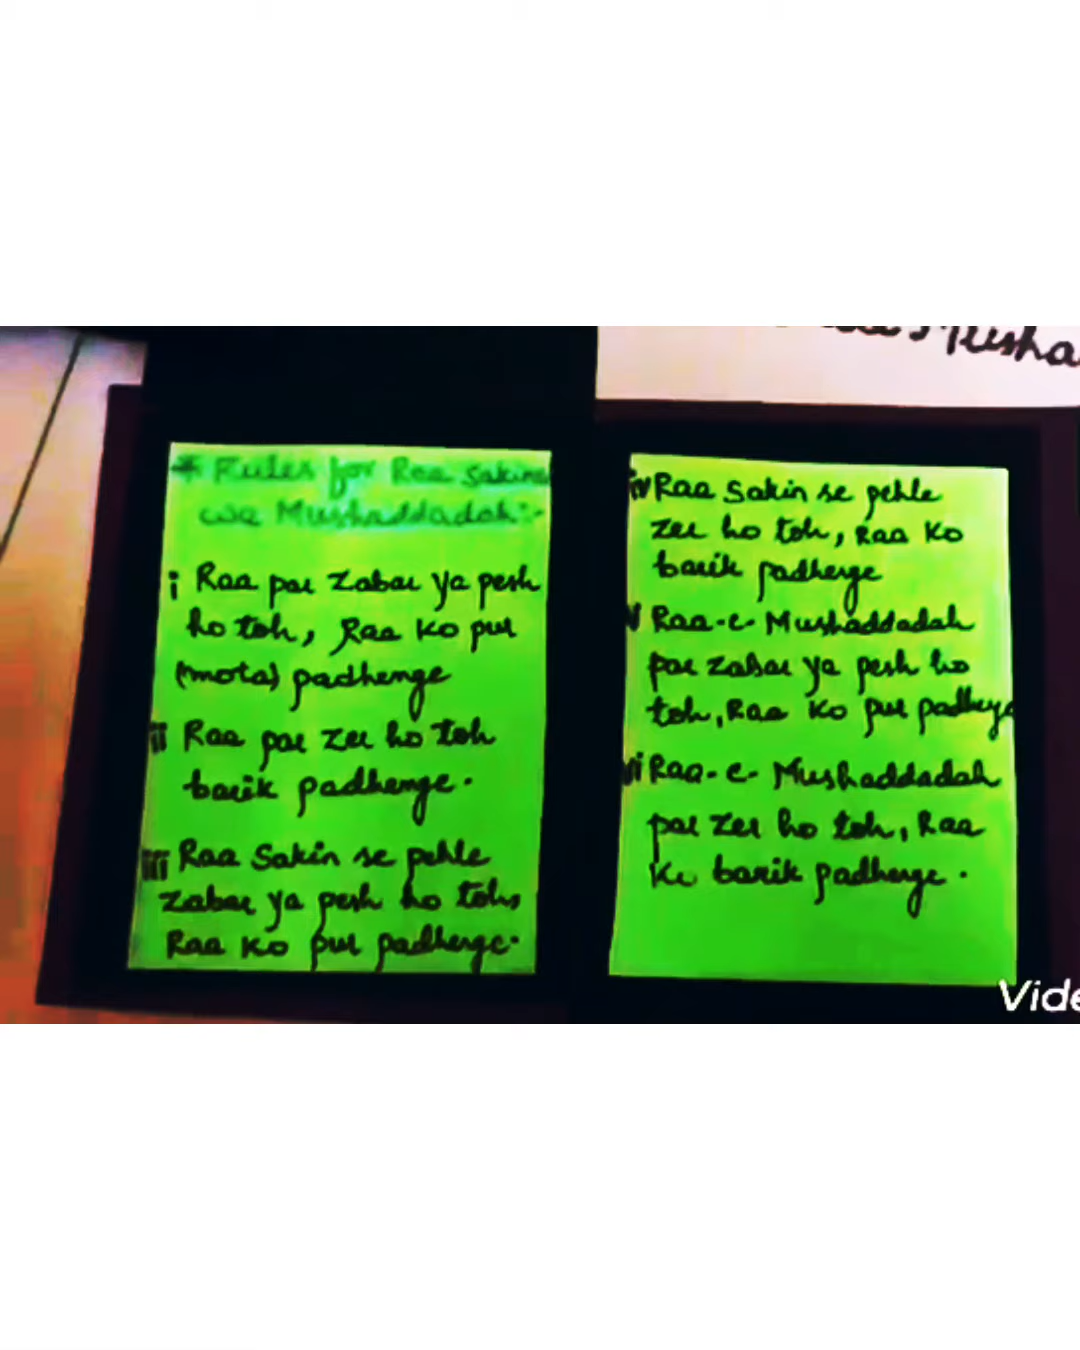 * Rules for Raa Sakina
wa Mushaddadah:-
i Raa par Zabar ya pesh
ho toh, Raa ko pur
(mota) padhenge
ii Raa par zer ho toh
barik padhenge.
iii Raa Sakin se pehle
zabar ya pesh ho toh,
Raa ko pur padhenge.
Musha
iv Raa Sakin se pehle
zer ho toh, Raa ko
barik padhenge
v Raa-e-Mushaddadah
par zabar ya pesh ho
toh, Raa ko pur padhege
vi Raa-e-Mushaddadah
par zer ho toh, Raa
Ko barik padhenge.
Vide